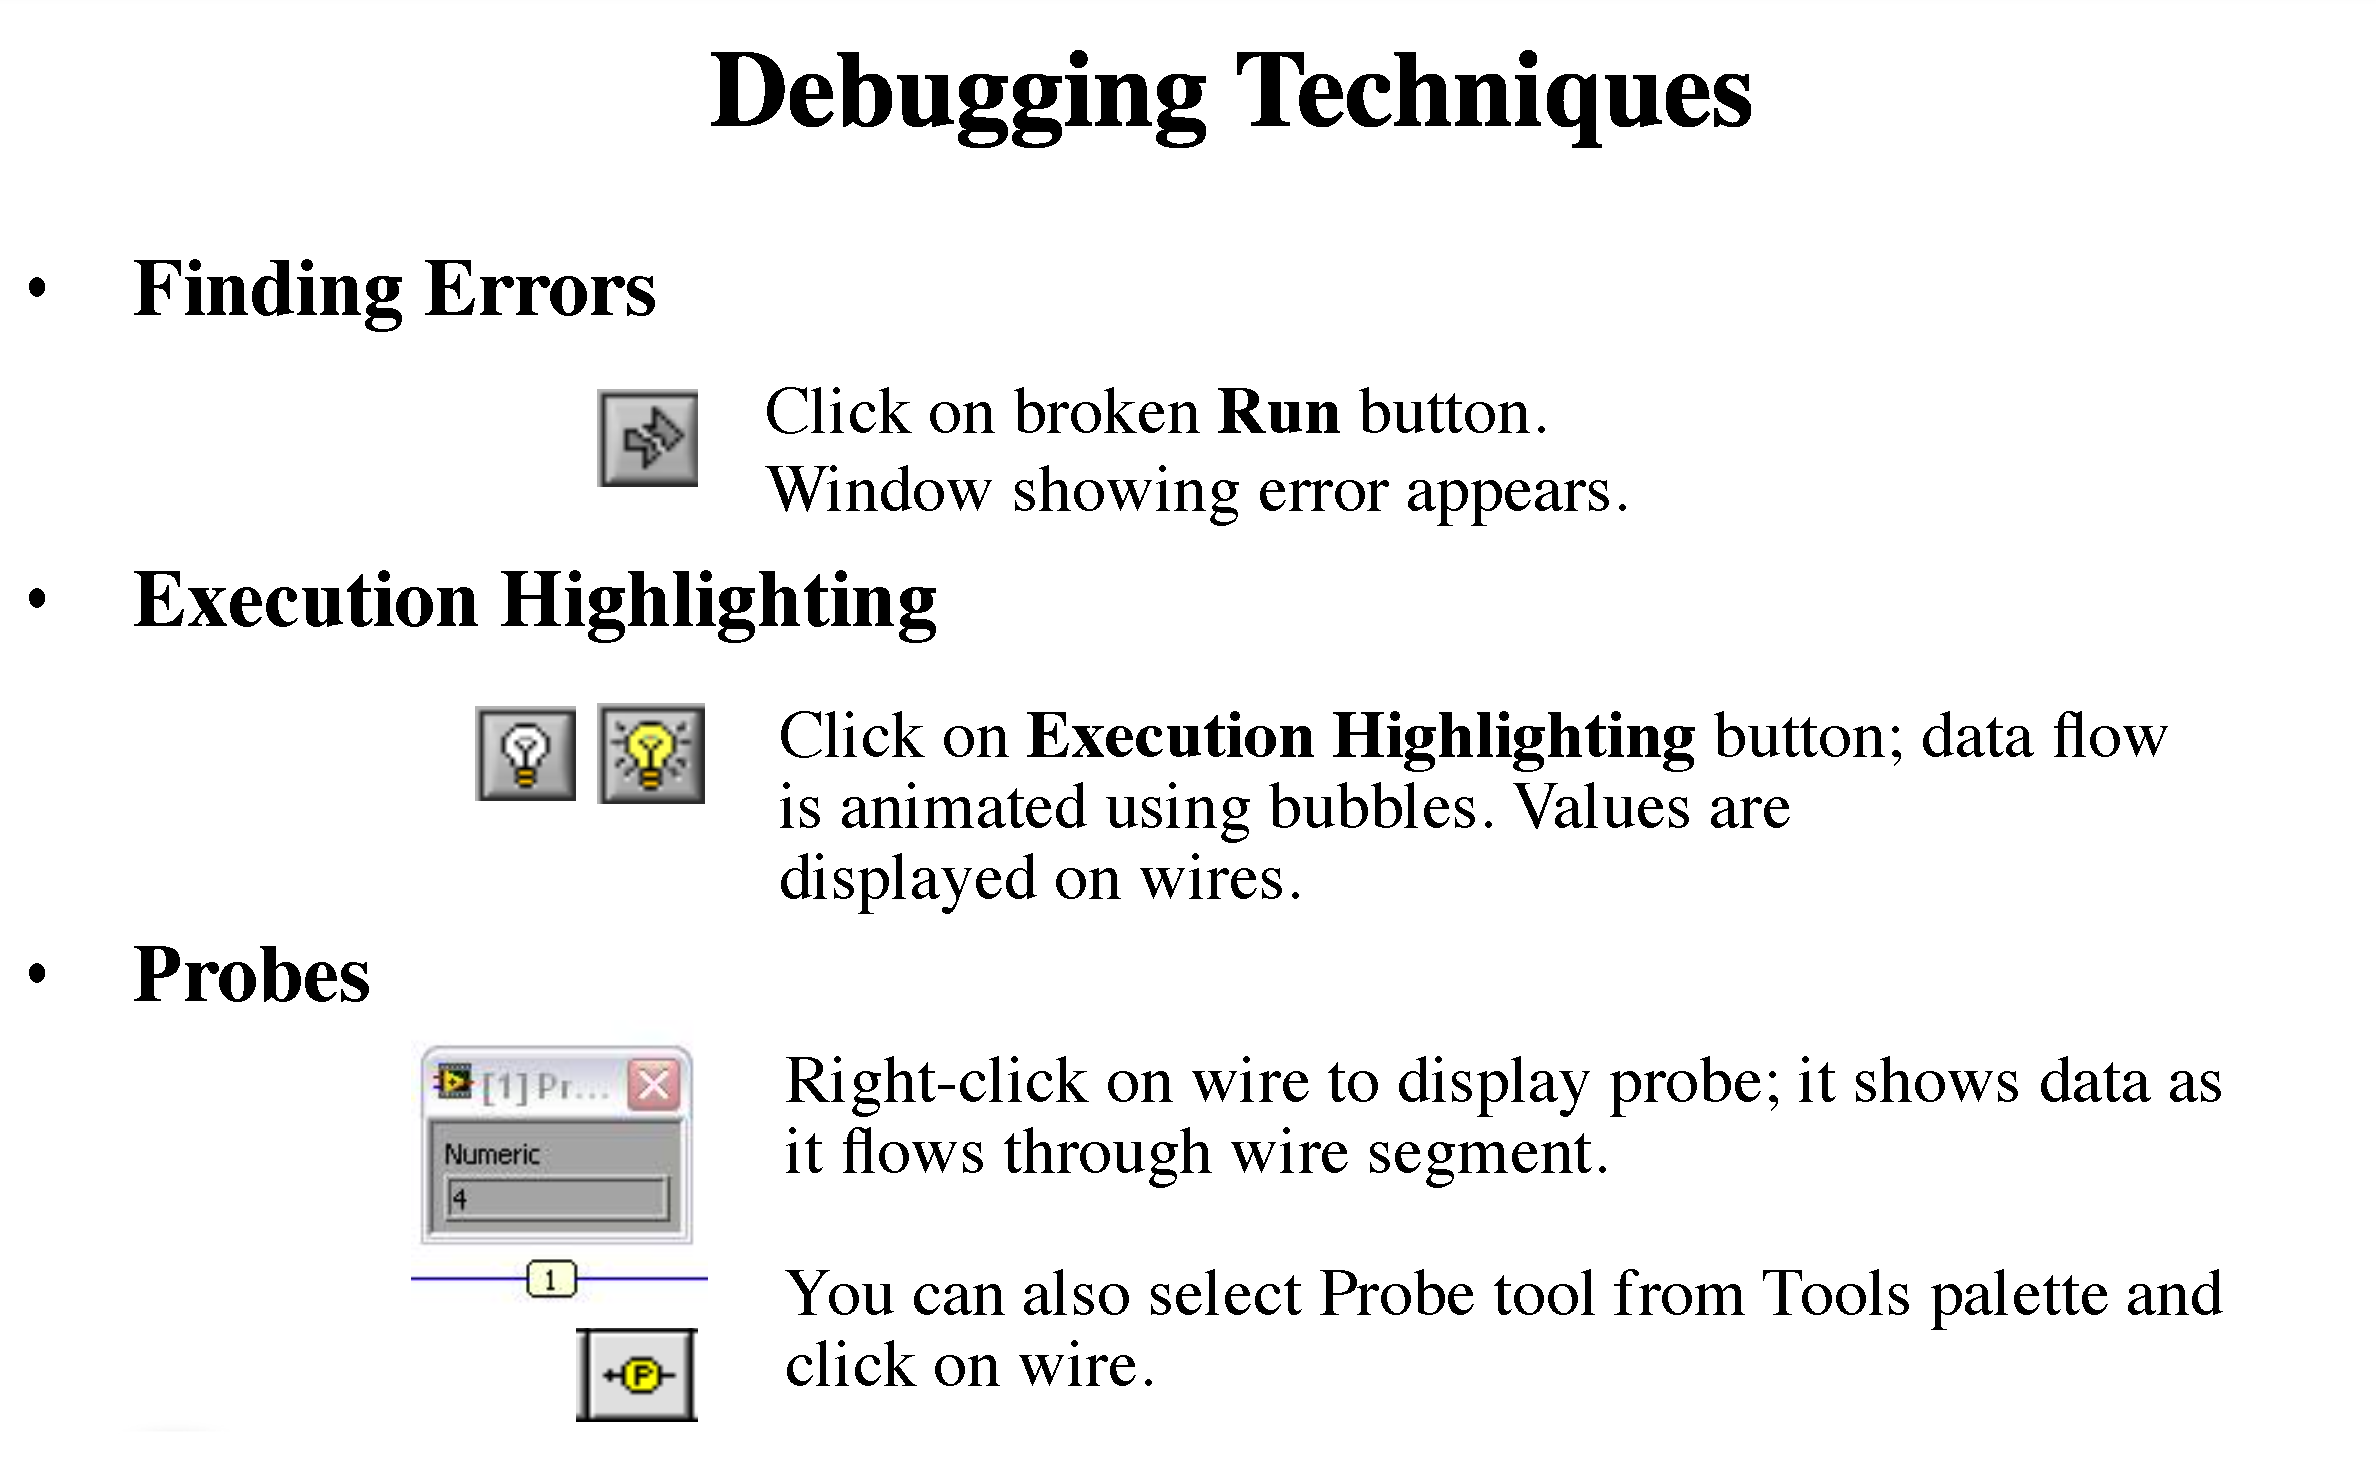 Debugging Techniques
• Finding Errors
Click on broken Run button.
Window showing error appears.
• Execution Highlighting
Click on Execution Highlighting button; data flow
is animated using bubbles. Values are
displayed on wires.
• Probes
[1] Pr...
Numeric
4
1
P
Right-click on wire to display probe; it shows data as
it flows through wire segment.
You can also select Probe tool from Tools palette and
click on wire.